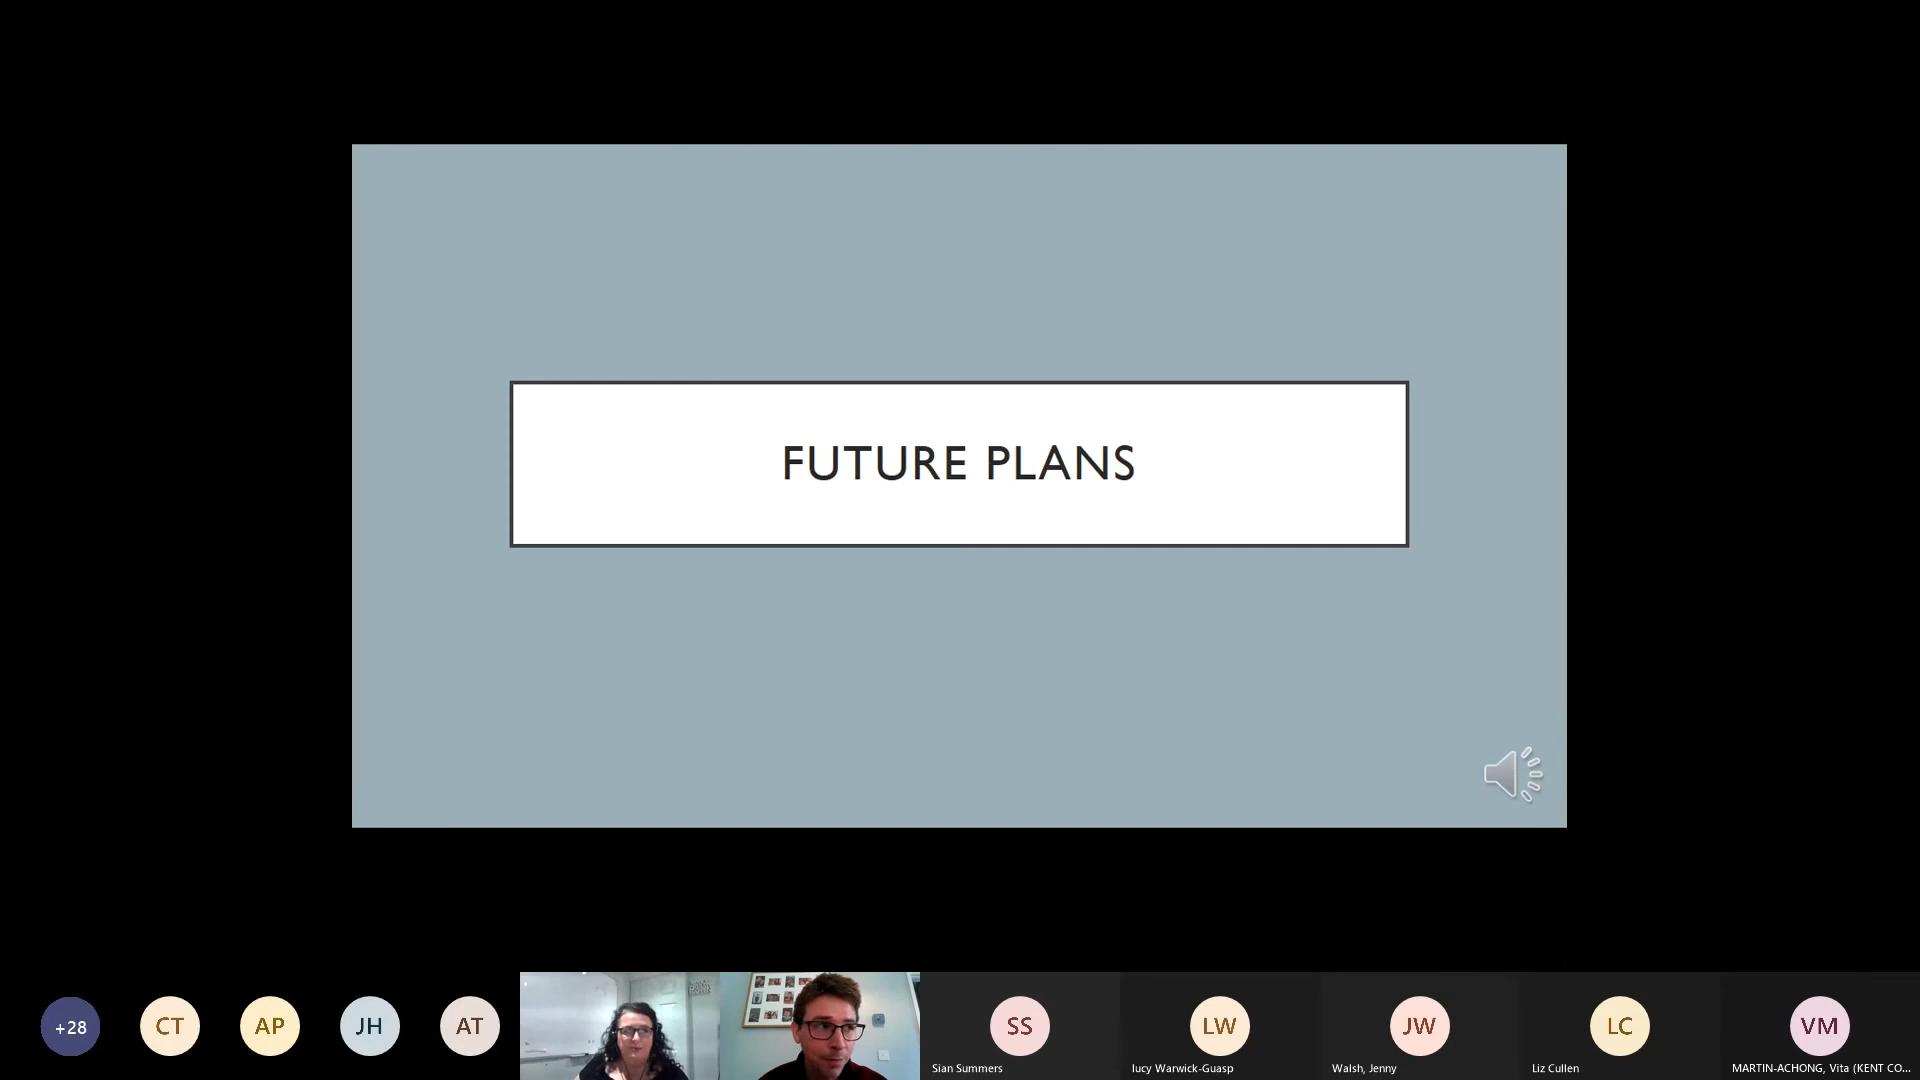 FUTURE PLANS
+28
CT
AP
JH
AT
SS
LW
JW
LC
VM
Sian Summers
lucy Warwick-Guasp
Walsh, Jenny
Liz Cullen
MARTIN-ACHONG, Vita (KENT CO...